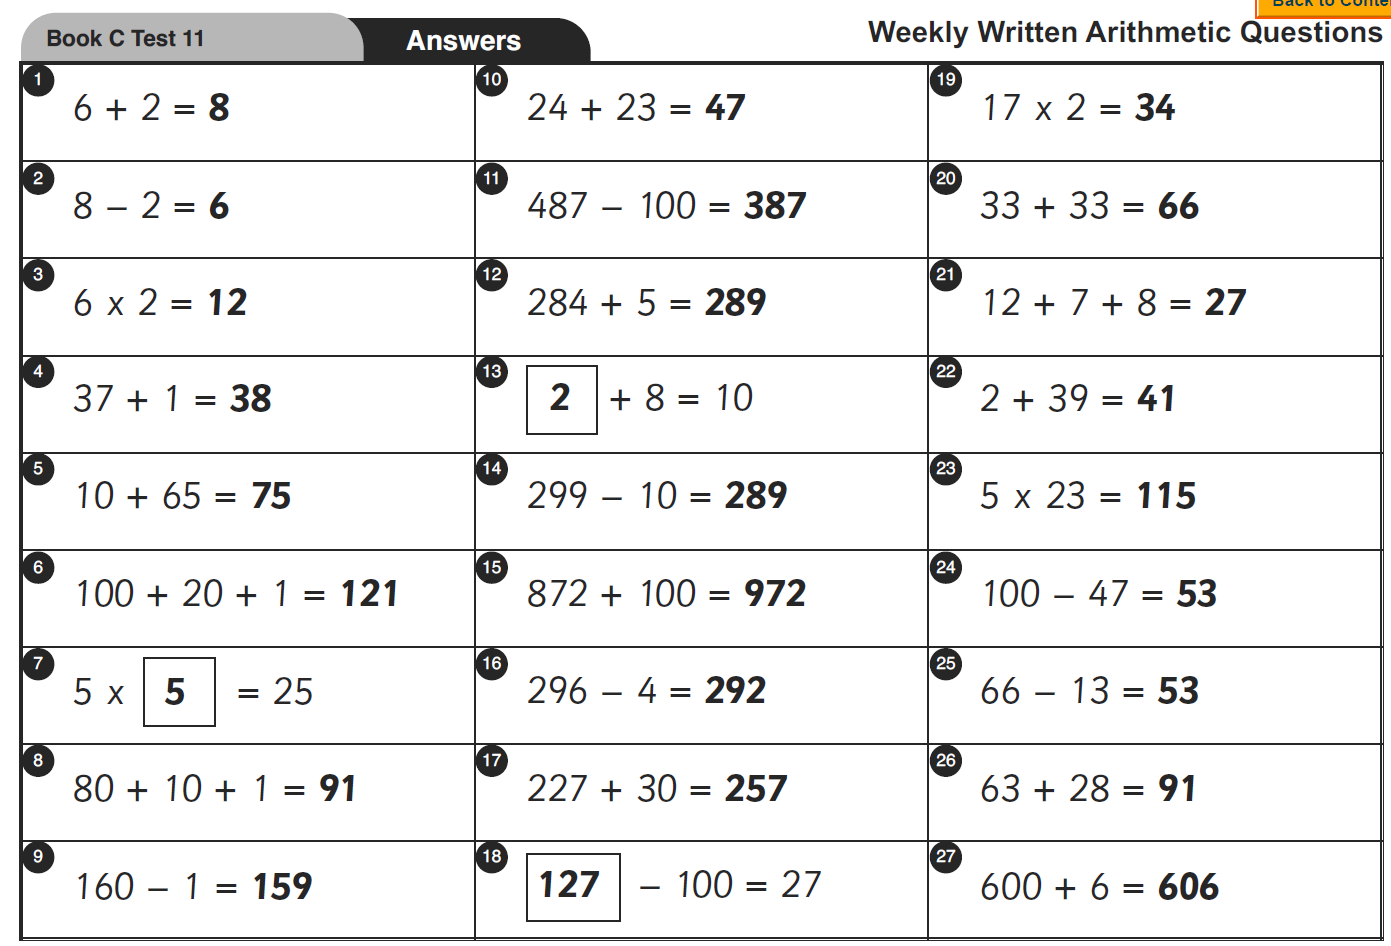 Back to Conte
Book C Test 11
Answers
Weekly Written Arithmetic Questions
1
6 + 2 = 8
2
8 – 2 = 6
3
6 x 2 = 12
4
37 + 1 = 38
5
10 + 65 = 75
6
100 + 20 + 1 = 121
7
5 x 5 = 25
8
80 + 10 + 1 = 91
9
160 – 1 = 159
10
24 + 23 = 47
11
487 – 100 = 387
12
284 + 5 = 289
13
2 + 8 = 10
14
299 – 10 = 289
15
872 + 100 = 972
16
296 – 4 = 292
17
227 + 30 = 257
18
127 – 100 = 27
19
17 x 2 = 34
20
33 + 33 = 66
21
12 + 7 + 8 = 27
22
2 + 39 = 41
23
5 x 23 = 115
24
100 – 47 = 53
25
66 – 13 = 53
26
63 + 28 = 91
27
600 + 6 = 606